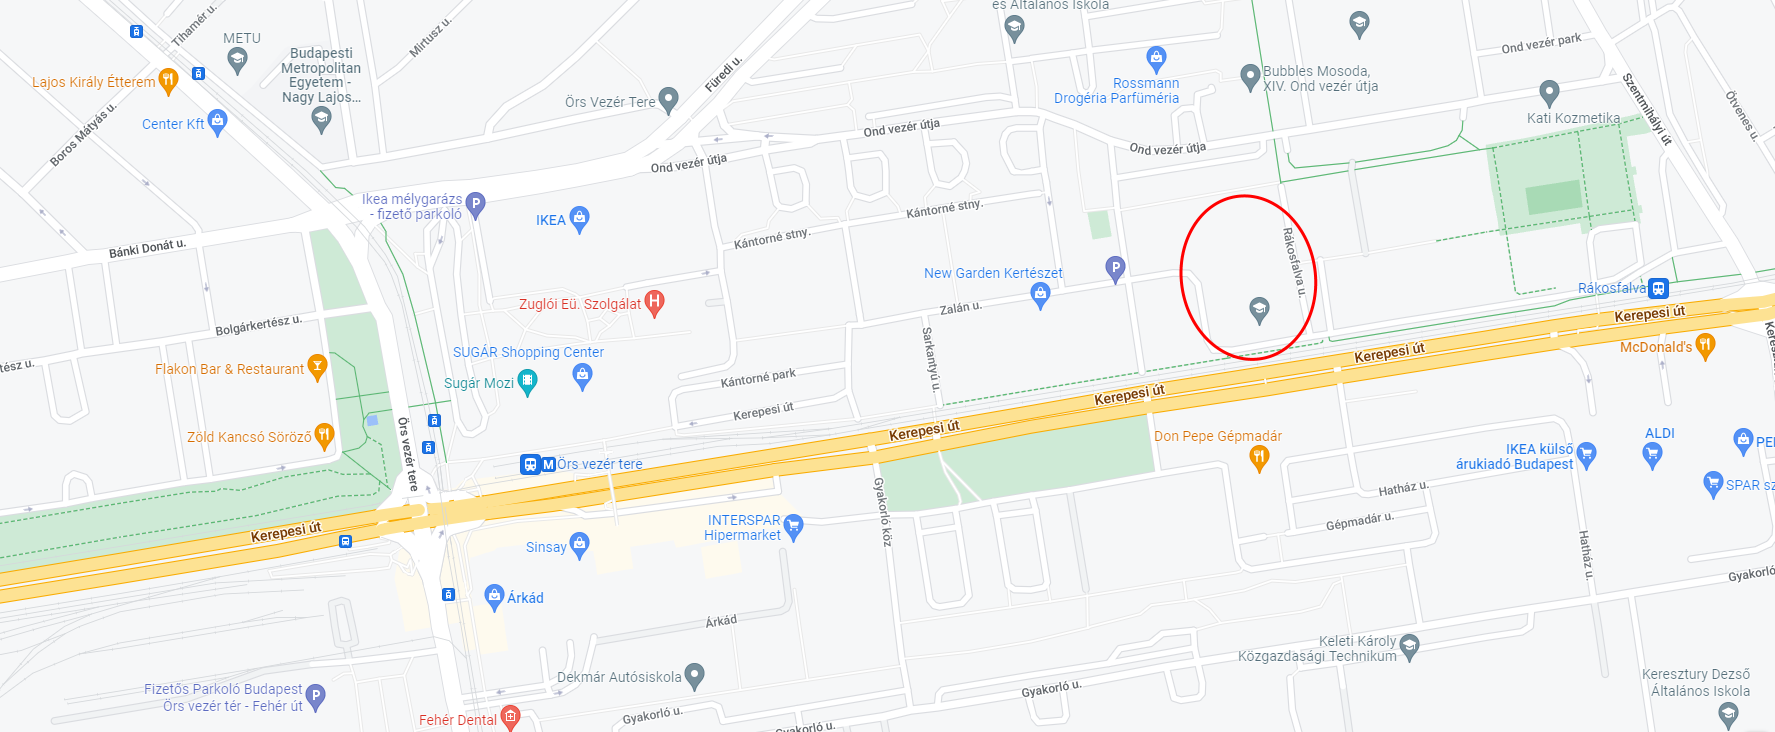 és Általános Iskola
Tihamér u.
Mirtusz u.
METU
Budapesti
Metropolitan
Egyetem -
Nagy Lajos...
Lajos Király Étterem
Center Kft
Boros Mátyás u.
Füredi u.
Örs Vezér Tere
Rossmann
Drogéria Parfüméria
Bubbles Mosoda,
XIV. Ond vezér útja
Ond vezér park
Szentmihályi út
Ötvenes u.
Kati Kozmetika
Ond vezér útja
Ond vezér útja
Ond vezér útja
Ikea mélygarázs
- fizető parkoló
IKEA
Kántorné stny.
Kántorné stny.
Bánki Donát u.
Rákosfalva u.
New Garden Kertészet
Zuglói Eü. Szolgálat
Zalán u.
Rákosfalva
Kerepesi út
Bolgárkertész u.
Sarkantyú u.
SUGÁR Shopping Center
Sugár Mozi
Kántorné park
Kerepesi út
McDonald's
tész u.
Flakon Bar & Restaurant
Kerepesi út
Kerepesi út
Kerepesi út
Zöld Kancsó Söröző
Örs vezér tere
Don Pepe Gépmadár
IKEA külső
árukiadó Budapest
ALDI
SPAR sz
M
Örs vezér tere
Hatház u.
Gyakorló köz
Gépmadár u.
Kerepesi út
INTERSPAR
Hipermarket
Sinsay
Hatház u.
Gyakorló
Árkád
Árkád
Keleti Károly
Közgazdasági Technikum
Dekmár Autósiskola
Keresztury Dezső
Általános Iskola
Fizetős Parkoló Budapest
Örs vezér tér - Fehér út
Gyakorló u.
Gyakorló u.
Fehér Dental
Gyakorló u.